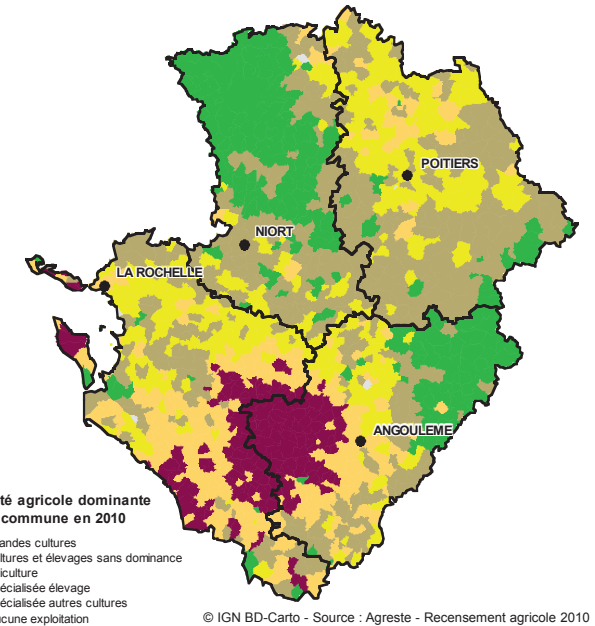 POITIERS
NIORT
LA ROCHELLE
ANGOULEME
té agricole dominante
commune en 2010
andes cultures
ltures et élevages sans dominance
iculture
écialisée élevage
écialisée autres cultures
ucune exploitation
© IGN BD-Carto - Source : Agreste - Recensement agricole 2010